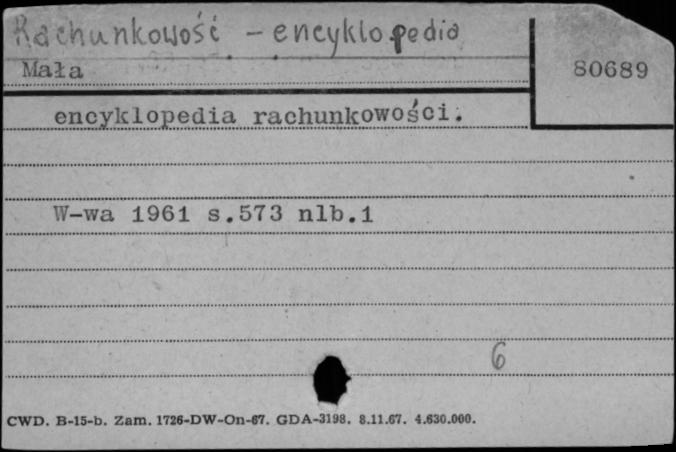 Rachunkowość - encyklopedia
Mała
80689
encyklopedia rachunkowości.
W-wa 1961 s.573 nlb.1
6
CWD. B-15-b. Zam. 1726-DW-On-67. GDA-3198. 8.11.67. 4.630.000.